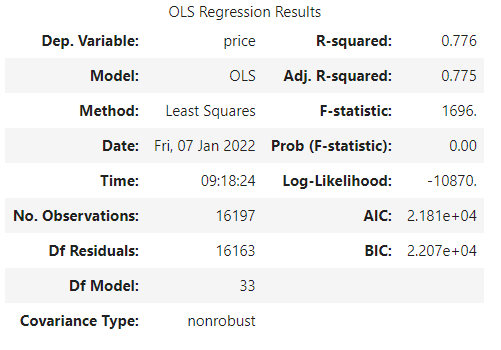 OLS Regression Results
Dep. Variable: price R-squared: 0.776
Model: OLS Adj. R-squared: 0.775
Method: Least Squares F-statistic: 1696.
Date: Fri, 07 Jan 2022 Prob (F-statistic): 0.00
Time: 09:18:24 Log-Likelihood: -10870.
No. Observations: 16197 AIC: 2.181e+04
Df Residuals: 16163 BIC: 2.207e+04
Df Model: 33
Covariance Type: nonrobust